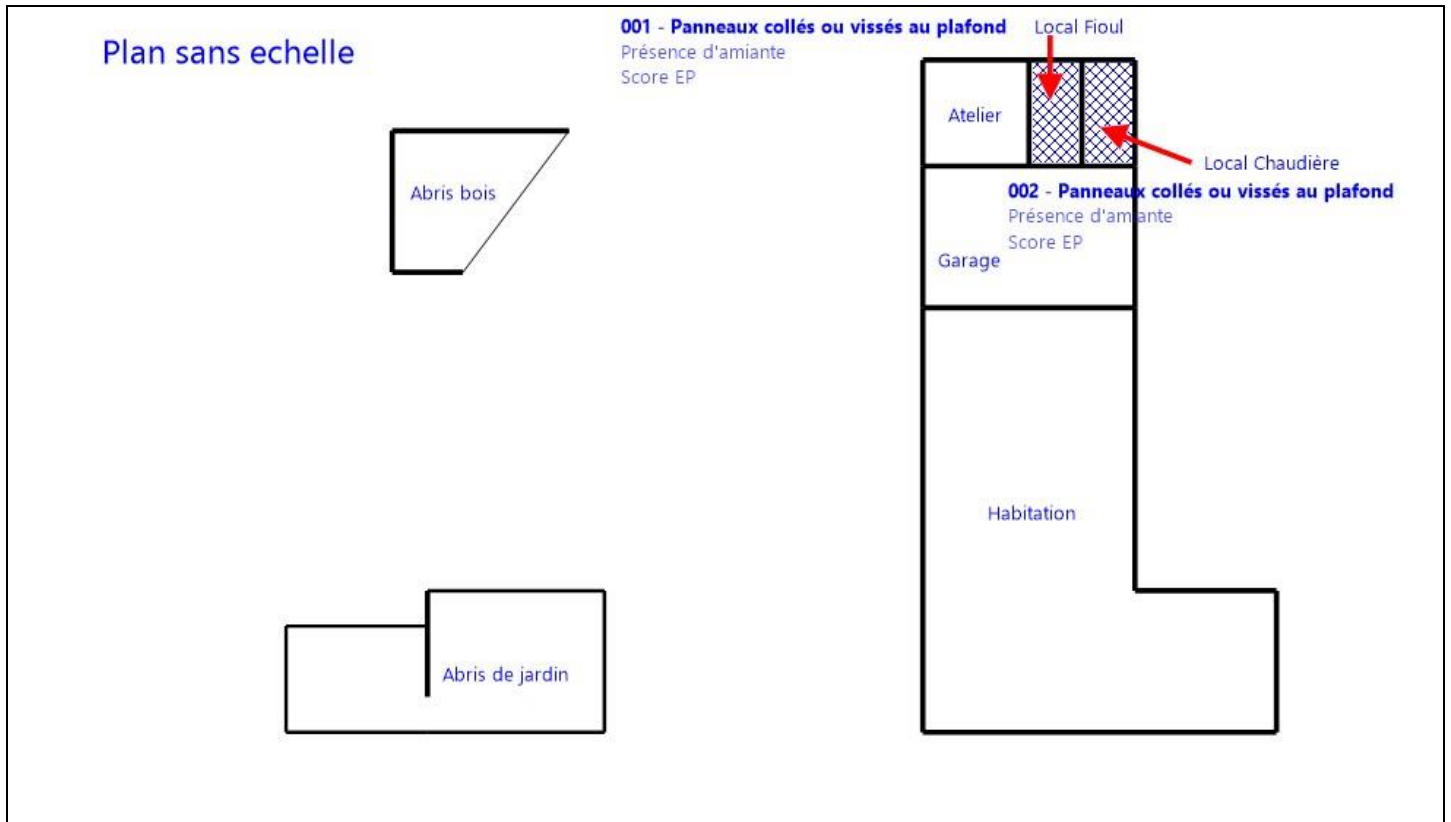 Plan sans echelle
001 - Panneaux collés ou vissés au plafond
Présence d'amiante
Score EP
Local Fioul
Atelier
Local Chaudière
Abris bois
002 - Panneaux collés ou vissés au plafond
Présence d'amiante
Score EP
Garage
Habitation
Abris de jardin